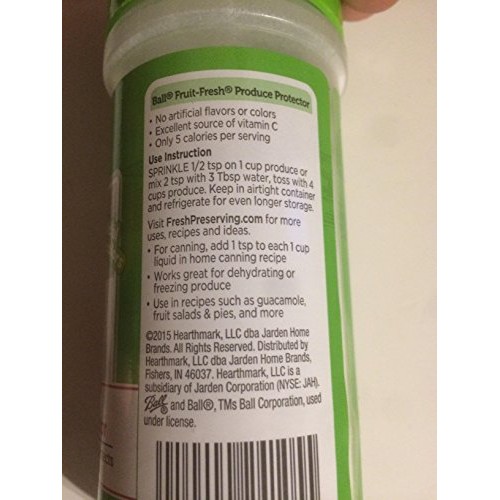 Ball® Fruit-Fresh® Produce Protector
• No artificial flavors or colors
• Excellent source of vitamin C
• Only 5 calories per serving
Use Instruction
SPRINKLE 1/2 tsp on 1 cup produce or
mix 2 tsp with 3 Tbsp water, toss with 4
cups produce. Keep in airtight container
and refrigerate for even longer storage.
Visit FreshPreserving.com for more
uses, recipes and ideas.
• For canning, add 1 tsp to each 1 cup
liquid in home canning recipe
• Works great for dehydrating or
freezing produce
• Use in recipes such as guacamole,
fruit salads & pies, and more
©2015 Hearthmark, LLC dba Jarden Home
Brands. All Rights Reserved. Distributed by
Hearthmark, LLC dba Jarden Home Brands,
Fishers, IN 46037. Hearthmark, LLC is a
subsidiary of Jarden Corporation (NYSE: JAH).
Ball® and Ball®, TMs Ball Corporation, used
under license.